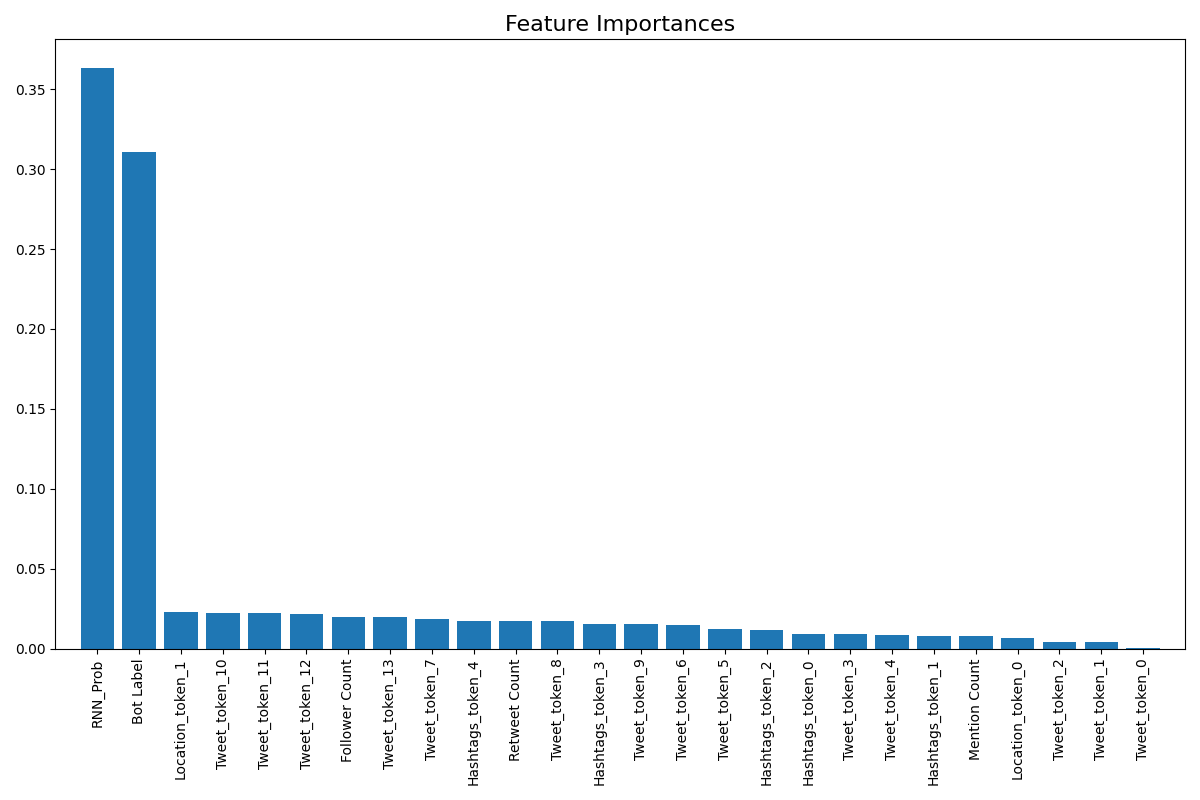 Feature Importances
0.35
0.30
0.25
0.20
0.15
0.10
0.05
0.00
RNN_Prob
Bot Label
Location_token_1
Tweet_token_10
Tweet_token_11
Tweet_token_12
Follower Count
Tweet_token_13
Tweet_token_7
Hashtags_token_4
Retweet Count
Tweet_token_8
Hashtags_token_3
Tweet_token_9
Tweet_token_6
Tweet_token_5
Hashtags_token_2
Hashtags_token_0
Tweet_token_3
Tweet_token_4
Hashtags_token_1
Mention Count
Location_token_0
Tweet_token_2
Tweet_token_1
Tweet_token_0